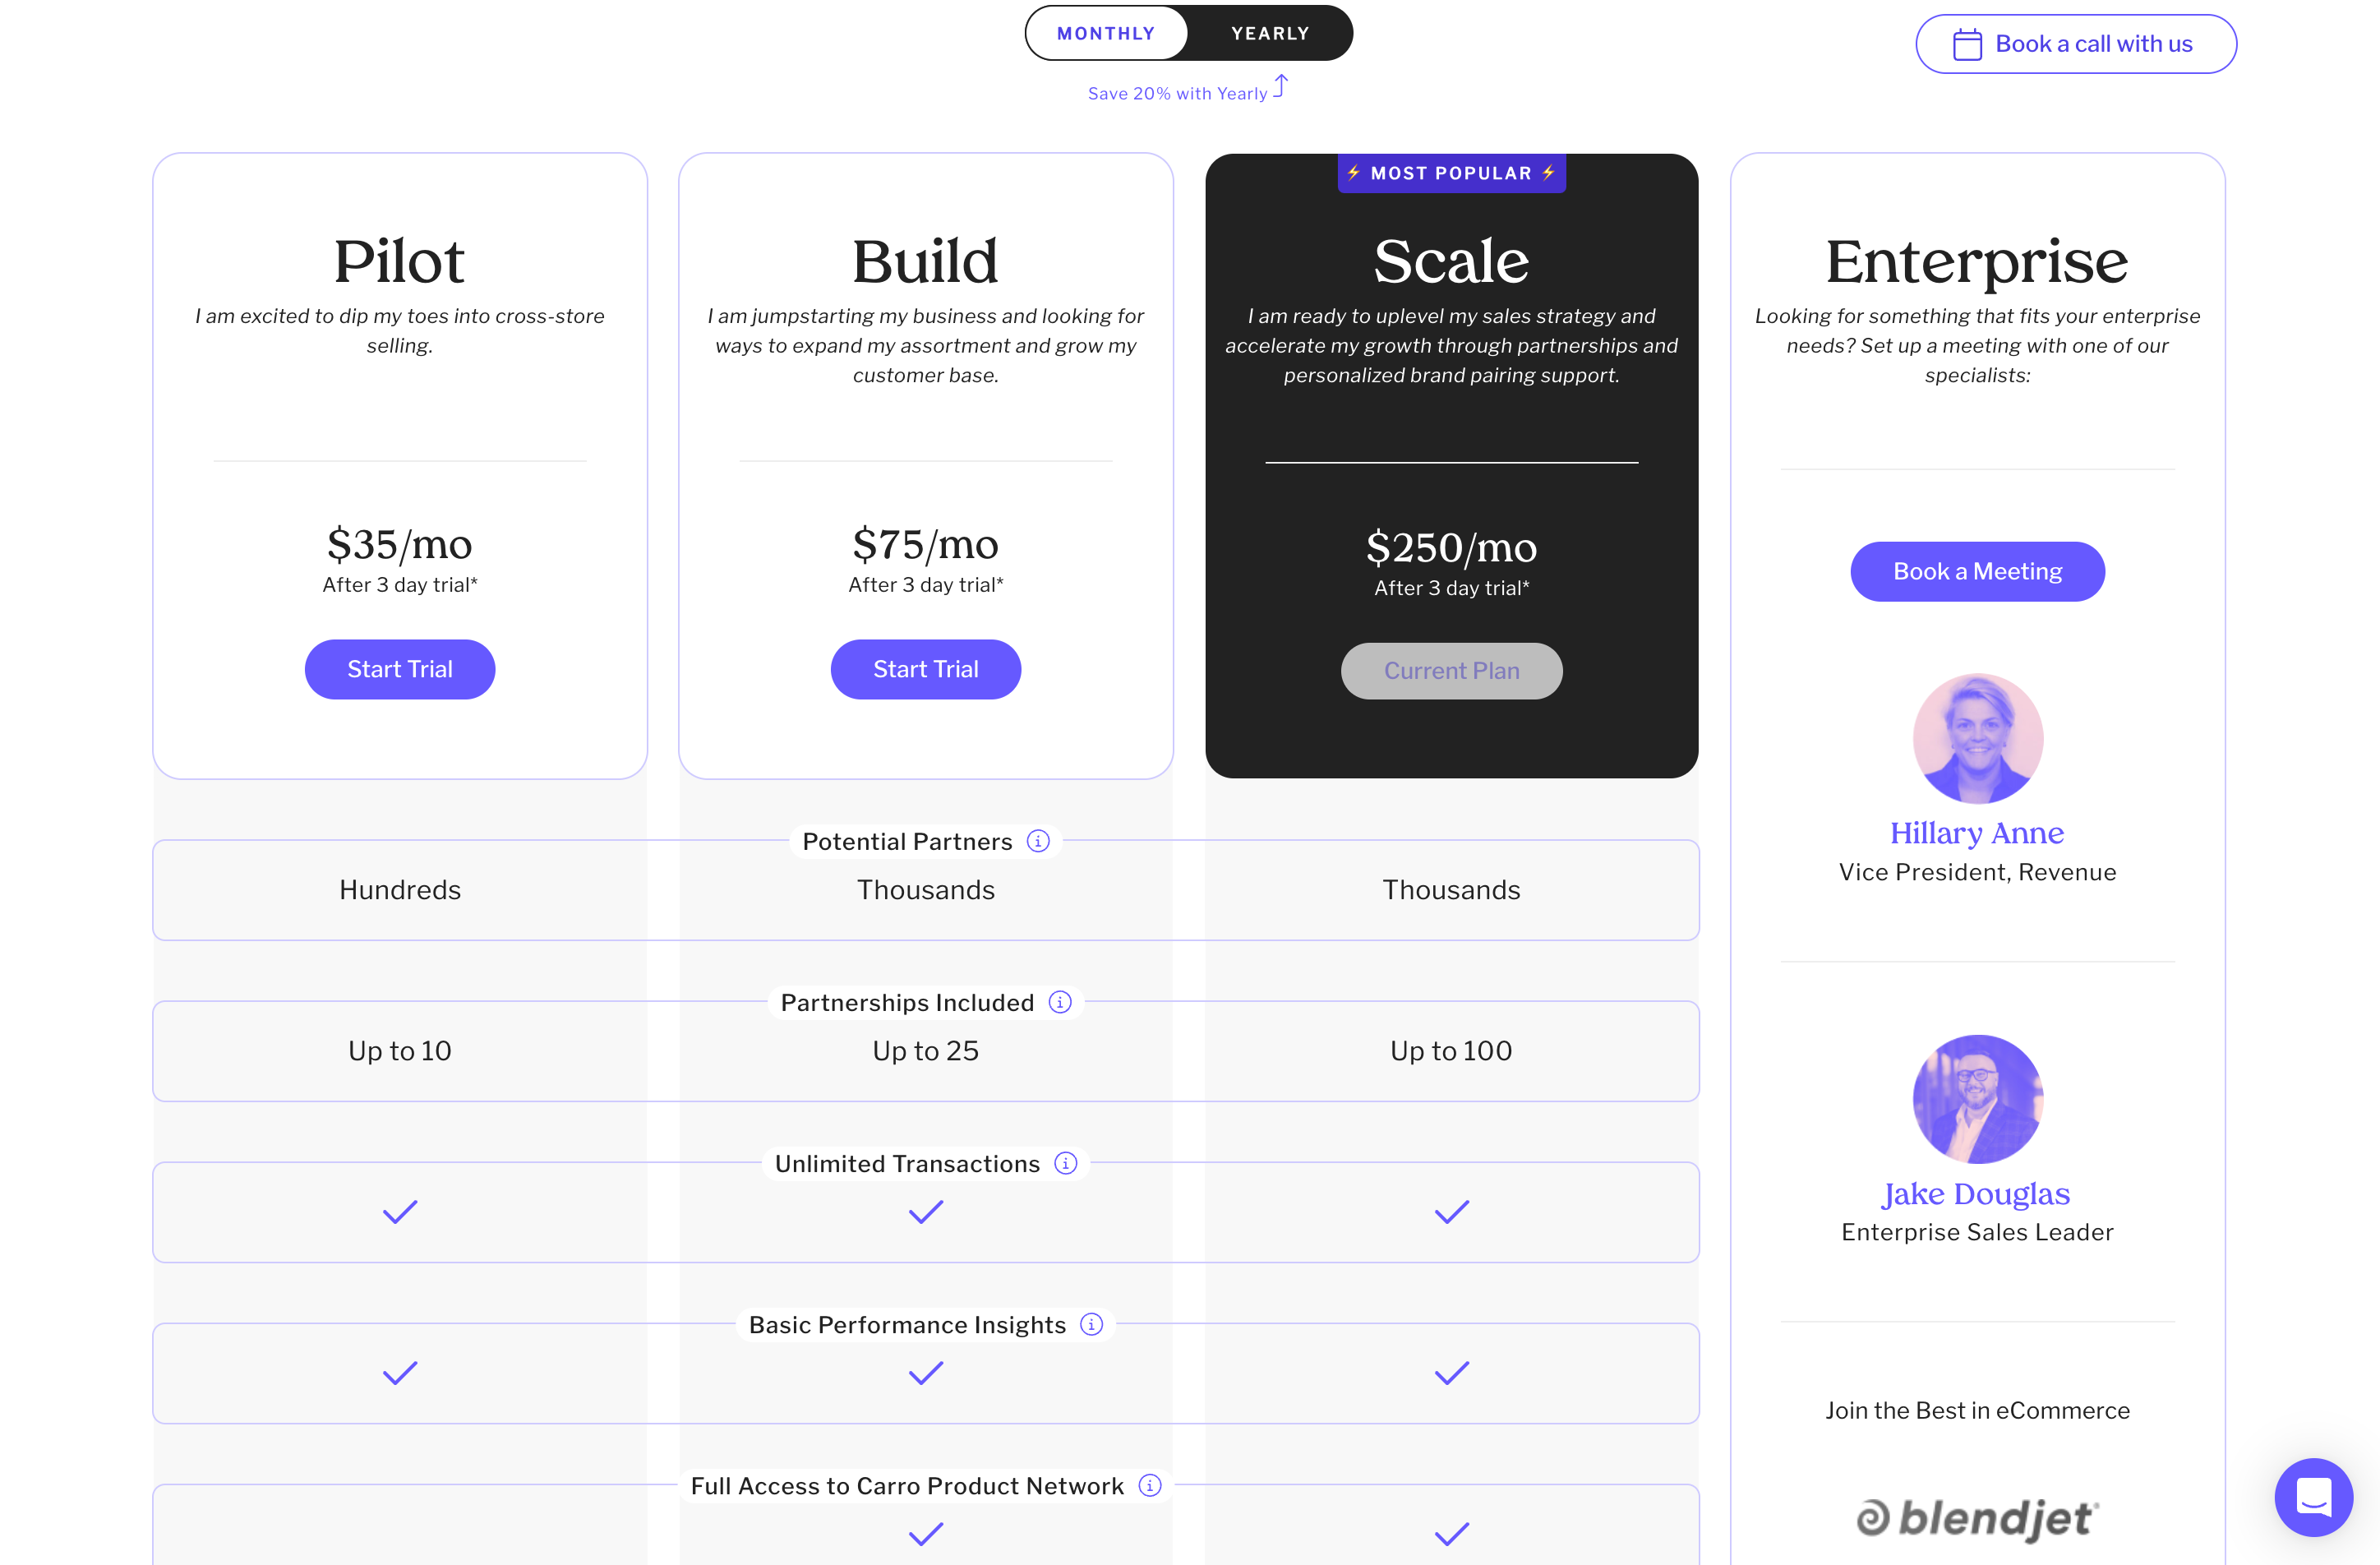 MONTHLY
YEARLY
Save 20% with Yearly
Book a call with us
Pilot
I am excited to dip my toes into cross-store
selling.
$35/mo
After 3 day trial*
Start Trial
Build
I am jumpstarting my business and looking for
ways to expand my assortment and grow my
customer base.
$75/mo
After 3 day trial*
Start Trial
⚡ MOST POPULAR ⚡
Scale
I am ready to uplevel my sales strategy and
accelerate my growth through partnerships and
personalized brand pairing support.
$250/mo
After 3 day trial*
Current Plan
Enterprise
Looking for something that fits your enterprise
needs? Set up a meeting with one of our
specialists:
Book a Meeting
Hillary Anne
Vice President, Revenue
Jake Douglas
Enterprise Sales Leader
Join the Best in eCommerce
blendjet®
Potential Partners
Hundreds
Thousands
Thousands
Partnerships Included
Up to 10
Up to 25
Up to 100
Unlimited Transactions
Basic Performance Insights
Full Access to Carro Product Network